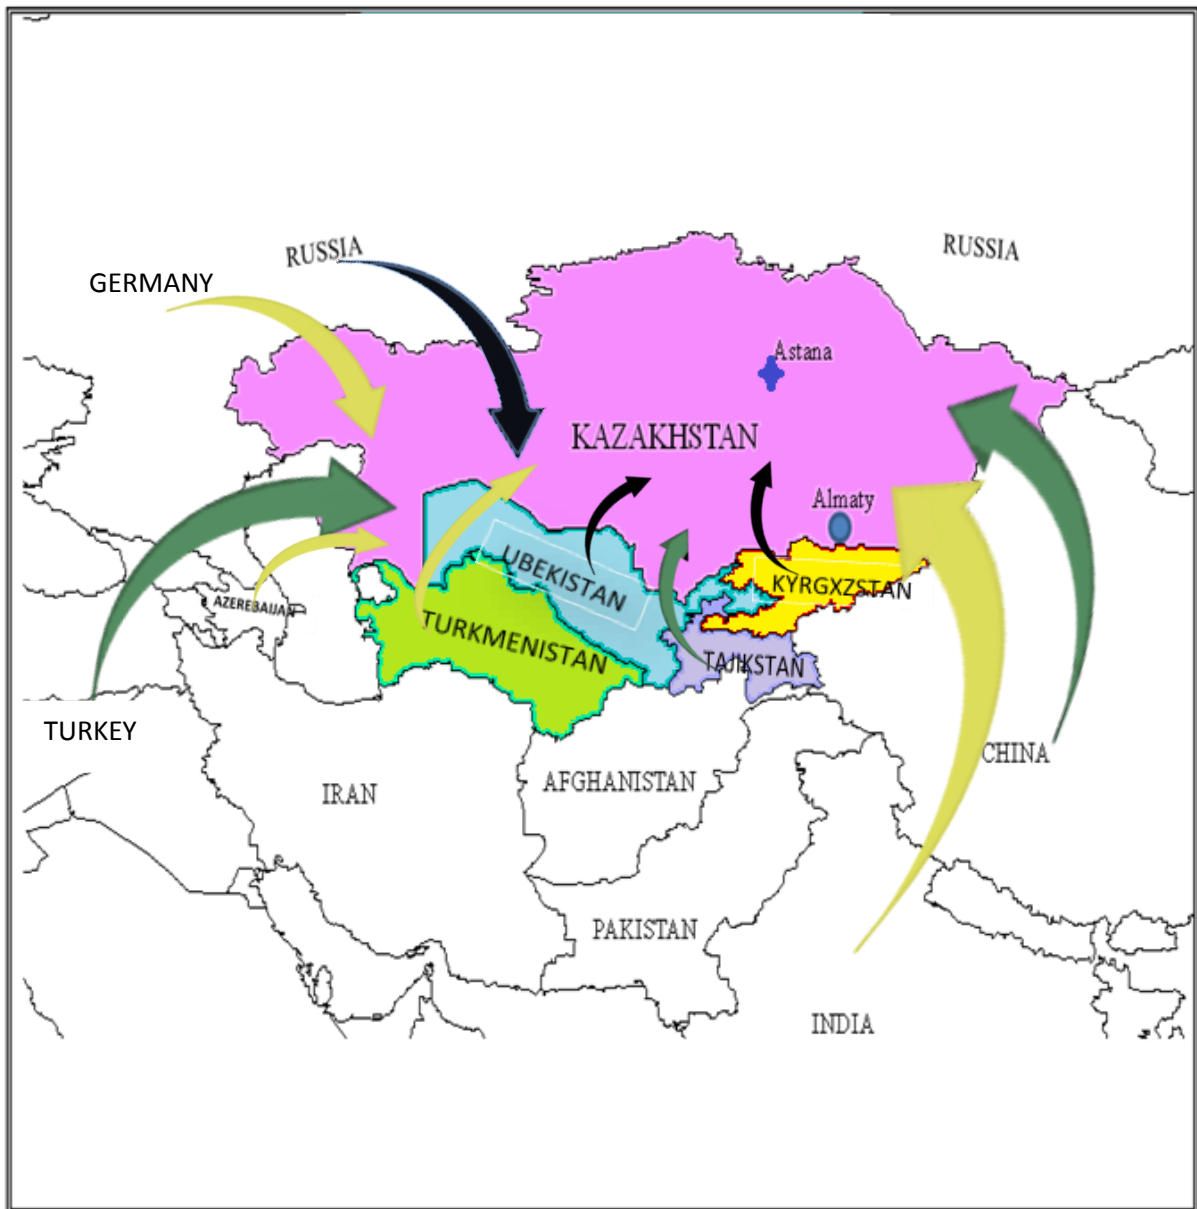 RUSSIA
RUSSIA
GERMANY
Astana
KAZAKHSTAN
Almaty
UBEKISTAN
KYRGXZSTAN
AZEREBAIJAN
TURKMENISTAN
TAJIKSTAN
TURKEY
CHINA
IRAN
AFGHANISTAN
PAKISTAN
INDIA